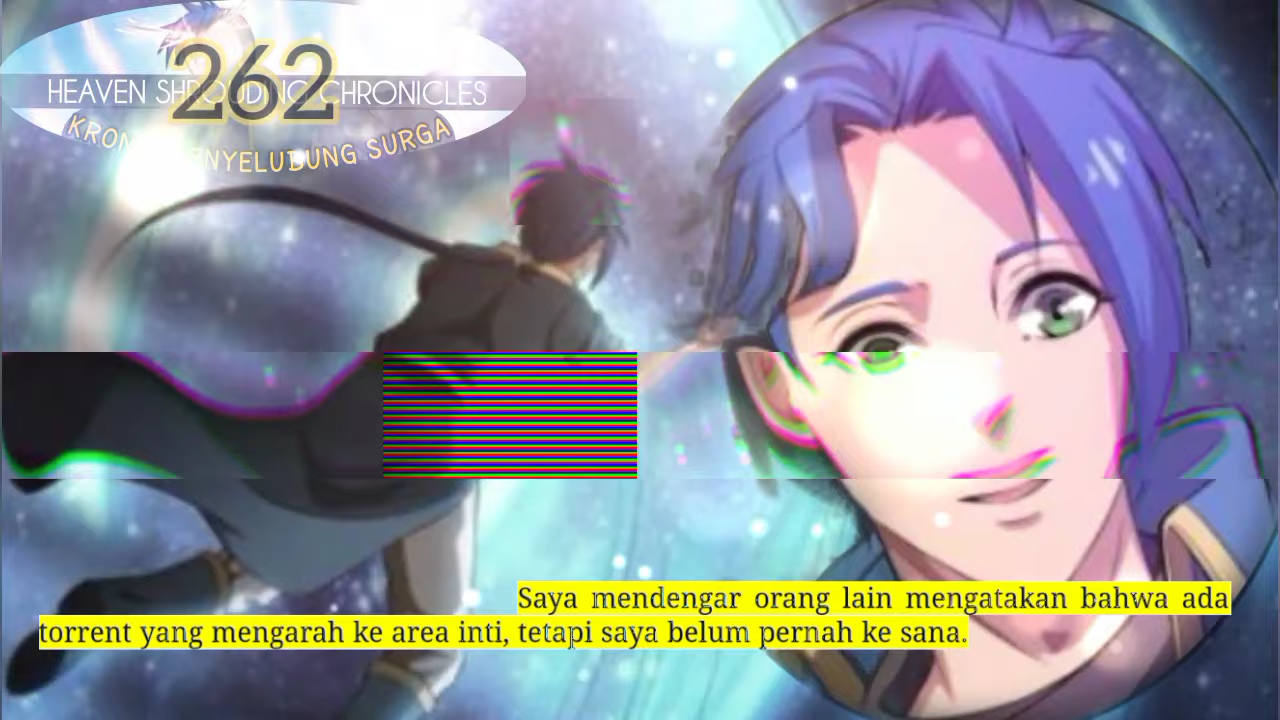 262
HEAVEN SHROUDING CHRONICLES
SURGA
Saya mendengar orang lain mengatakan bahwa ada
torrent yang mengarah ke area inti, tetapi saya belum pernah ke sana.